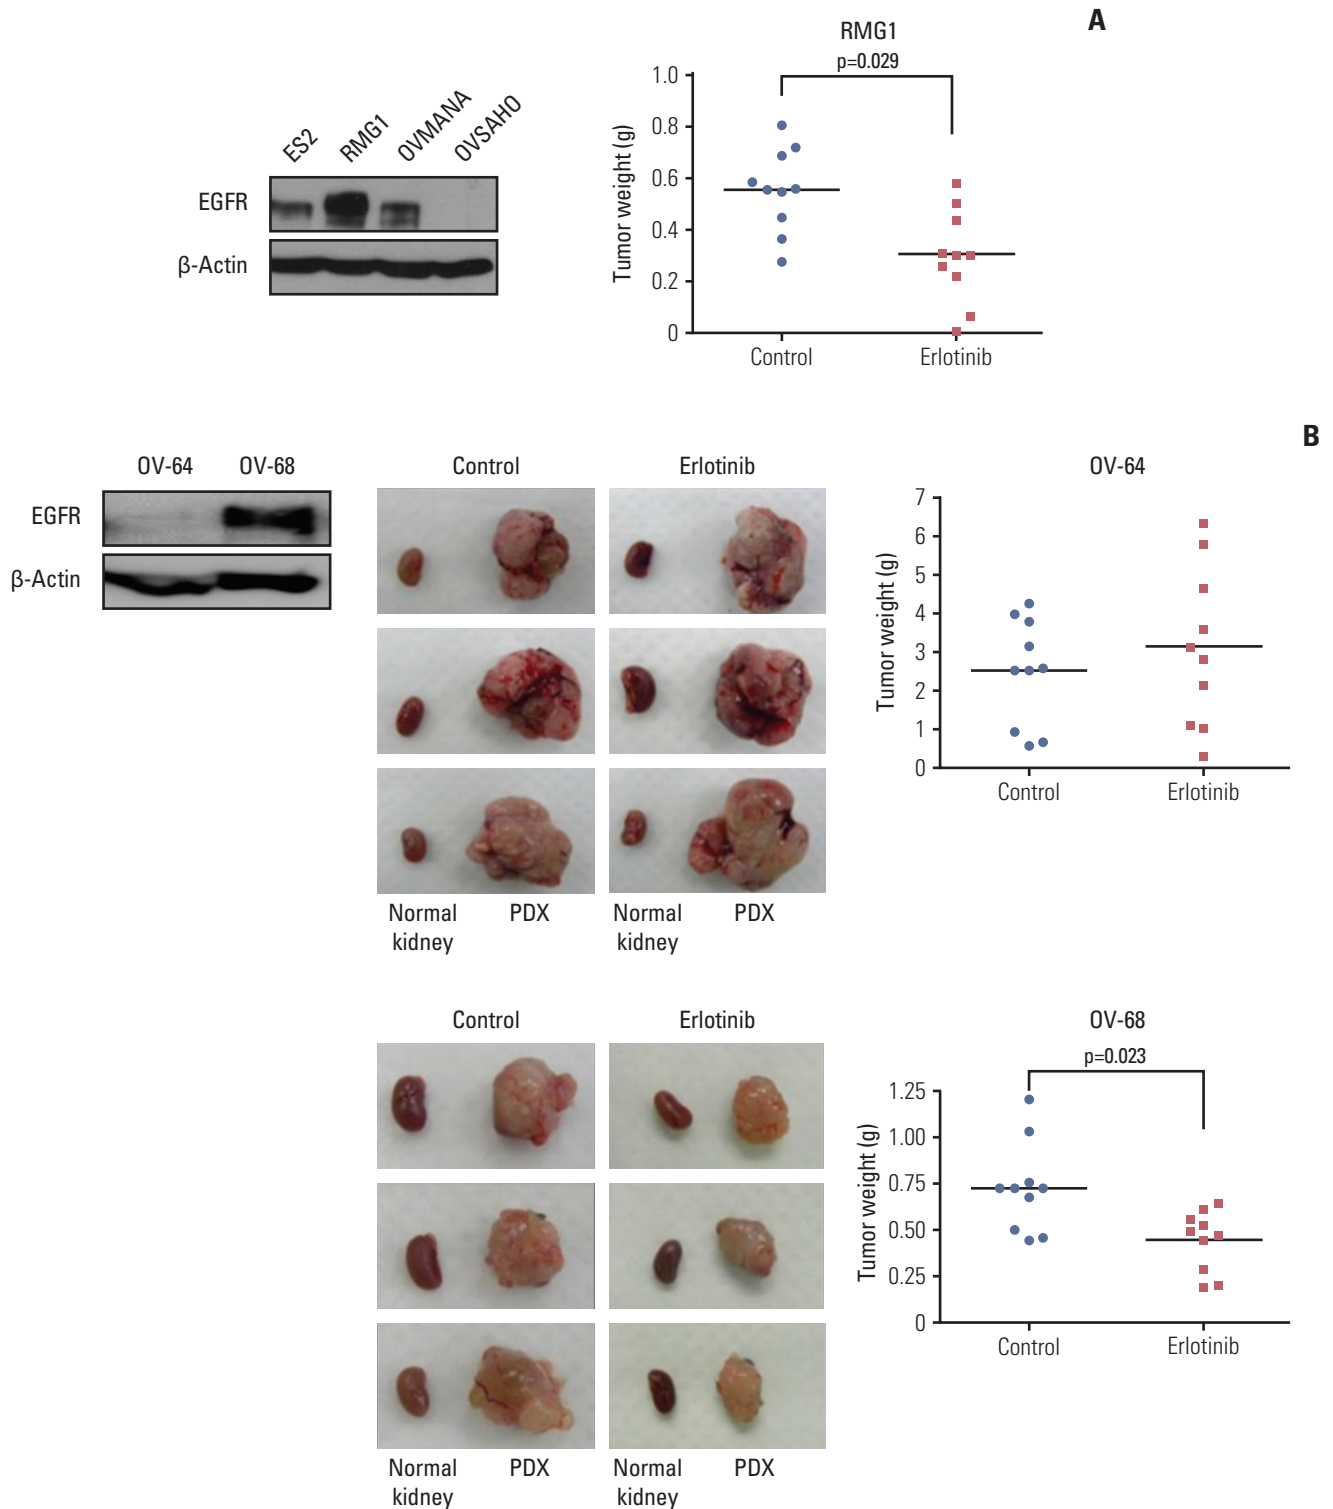 A
ES2
RMG1
OVMANA
OVSAHO
EGFR
β-Actin
RMG1
p=0.029
Tumor weight (g)
1.0
0.8
0.6
0.4
0.2
0
Control
Erlotinib
B
OV-64
OV-68
EGFR
β-Actin
Control
Erlotinib
Normal
kidney
PDX
Normal
kidney
PDX
OV-64
Tumor weight (g)
7
6
5
4
3
2
1
0
Control
Erlotinib
Control
Erlotinib
Normal
kidney
PDX
Normal
kidney
PDX
OV-68
p=0.023
Tumor weight (g)
1.25
1.00
0.75
0.50
0.25
0
Control
Erlotinib